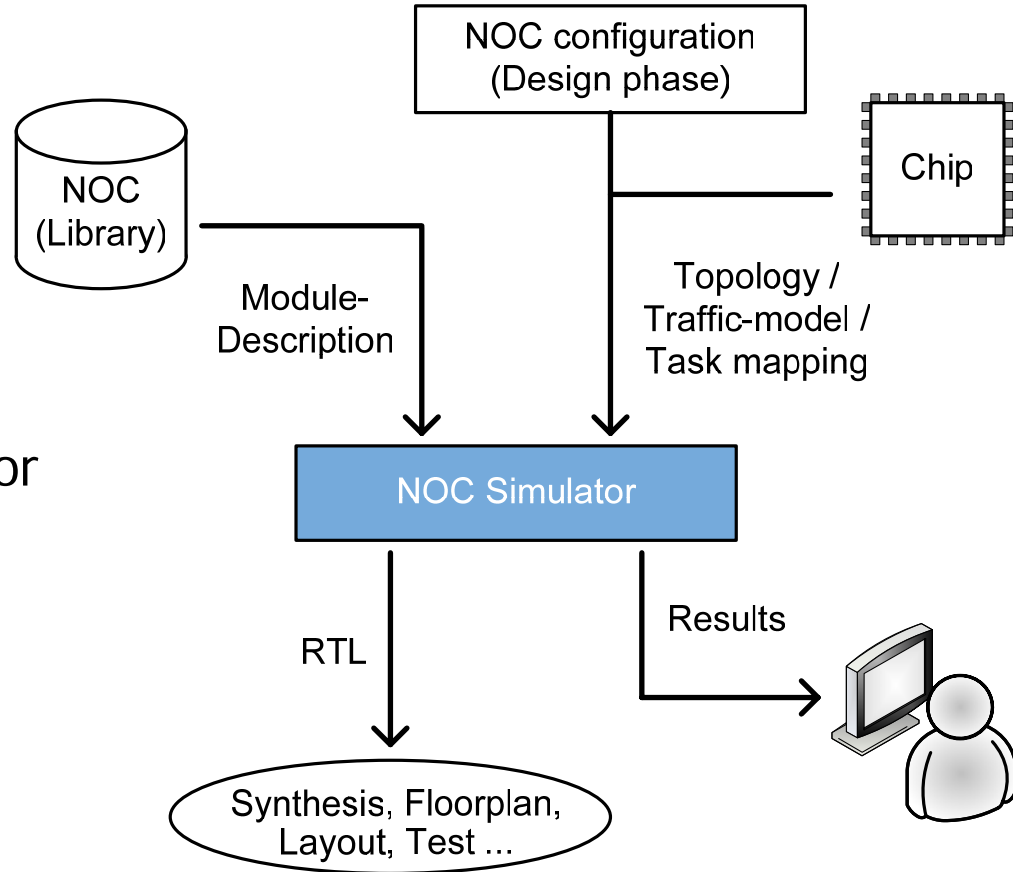 NOC configuration
(Design phase)
NOC
(Library)
Chip
Module-
Description
Topology /
Traffic-model /
Task mapping
or
NOC Simulator
RTL
Results
Synthesis, Floorplan,
Layout, Test ...